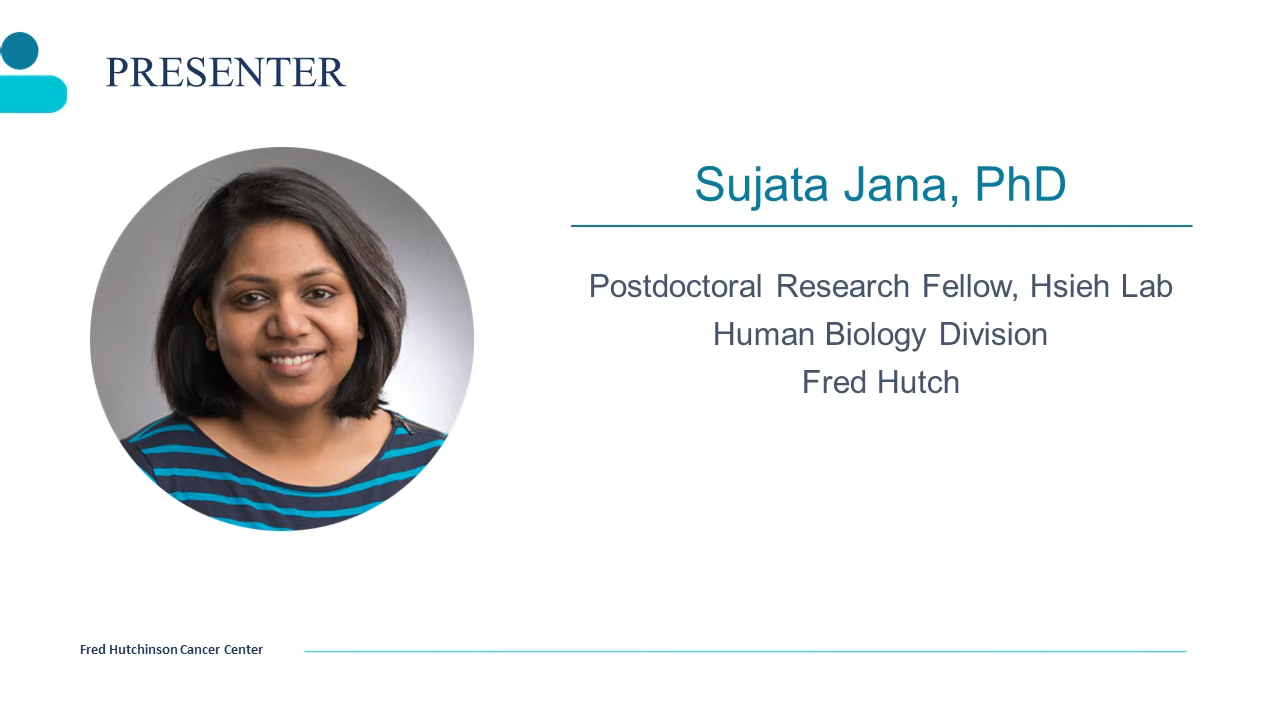 PRESENTER
Sujata Jana, PhD
Postdoctoral Research Fellow, Hsieh Lab
Human Biology Division
Fred Hutch
Fred Hutchinson Cancer Center